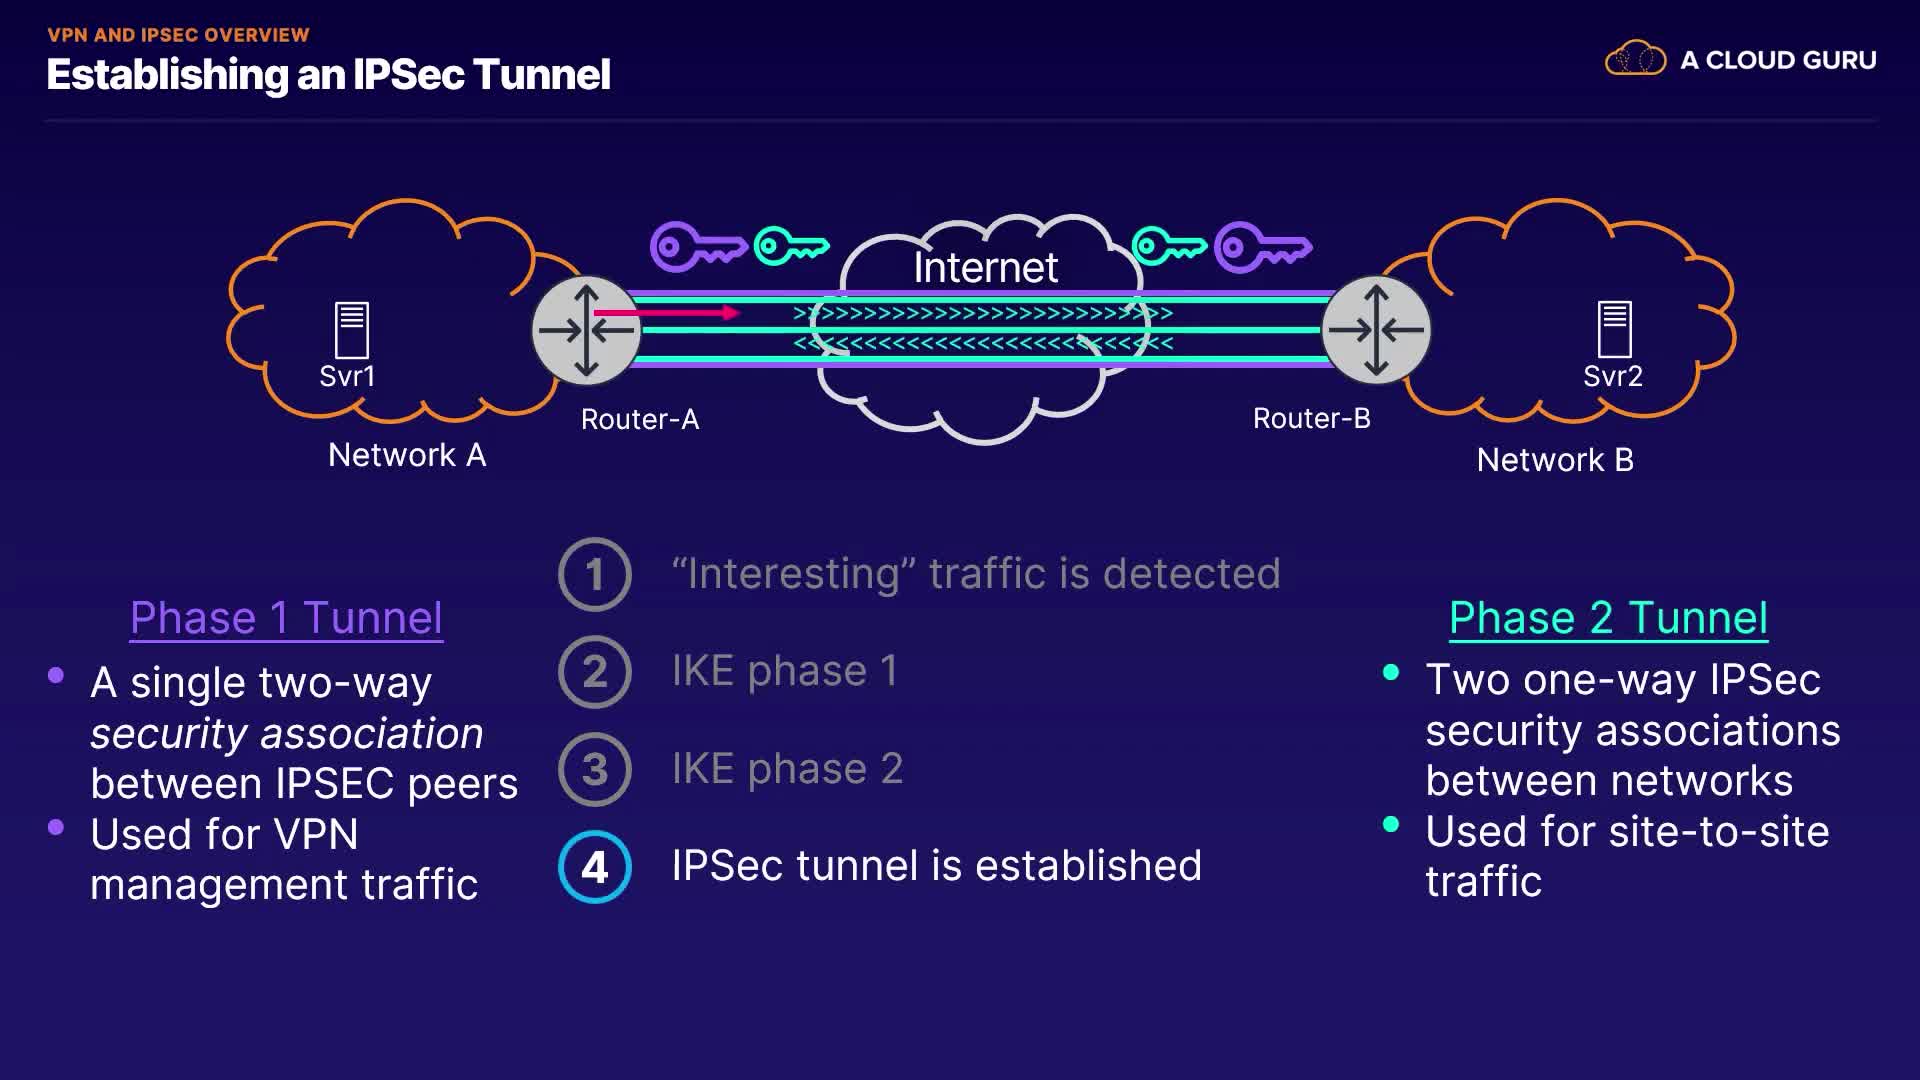 VPN AND IPSEC OVERVIEW
Establishing an IPSec Tunnel
A CLOUD GURU
Internet
>>>>>>>>>>>>>>>>>>>>>>>>>>>
<<<<<<<<<<<<<<<<<<<<<<<<<<<
Svr1
Svr2
Router-A
Router-B
Network A
Network B
1 “Interesting” traffic is detected
2 IKE phase 1
3 IKE phase 2
4 IPSec tunnel is established
Phase 1 Tunnel
• A single two-way
security association
between IPSEC peers
• Used for VPN
management traffic
Phase 2 Tunnel
• Two one-way IPSec
security associations
between networks
• Used for site-to-site
traffic